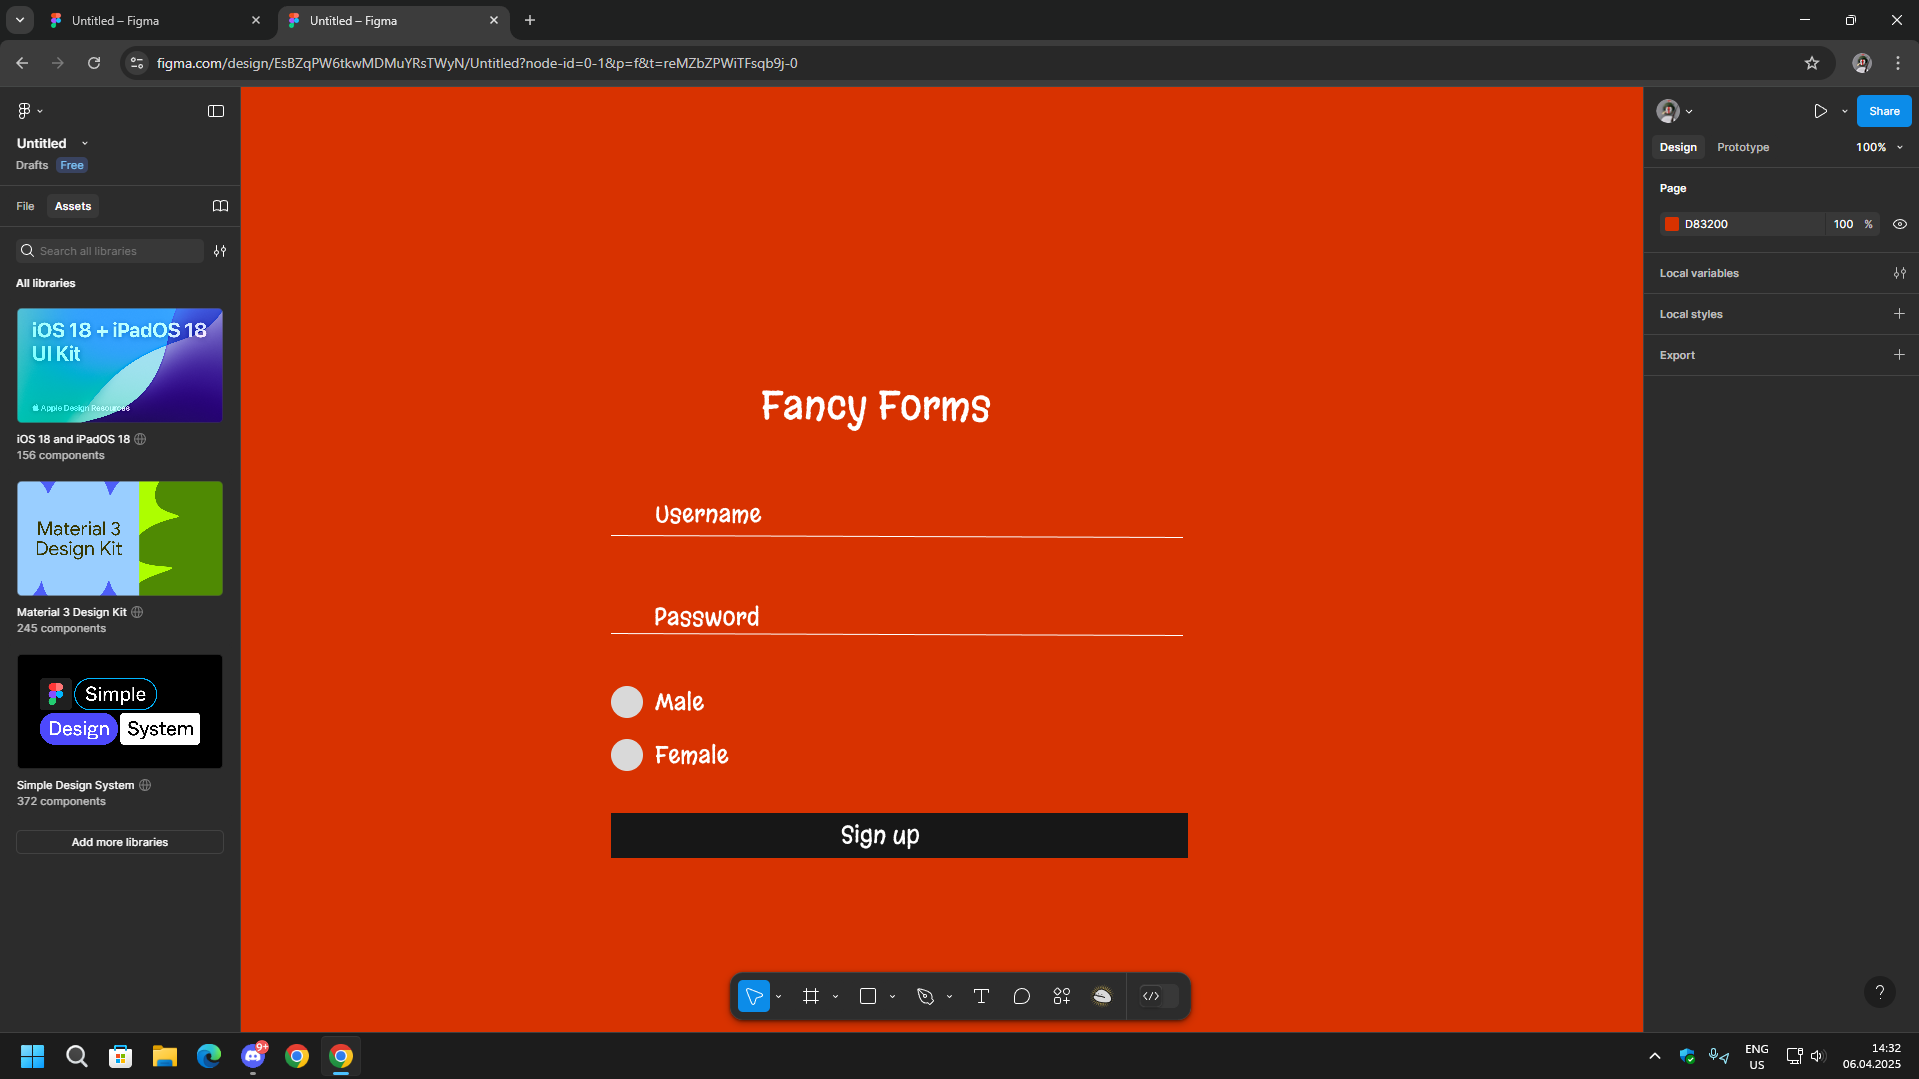 Untitled – Figma
Untitled – Figma
figma.com/design/EsBZqPW6tkwMDMuYRsTWyN/Untitled?node-id=0-1&p=f&t=reMZbZPWiTFsqb9j-0
Untitled
Drafts Free
File Assets
Search all libraries
All libraries
iOS 18 + iPadOS 18
UI Kit
Apple Design Resources
iOS 18 and iPadOS 18
156 components
Material 3
Design Kit
Material 3 Design Kit
245 components
Simple
Design System
Simple Design System
372 components
Add more libraries
Fancy Forms
Username
Password
Male
Female
Sign up
Share
Design Prototype 100%
Page
D83200 100 %
Local variables
Local styles
Export
?
9+
ENG
US
14:32
06.04.2025